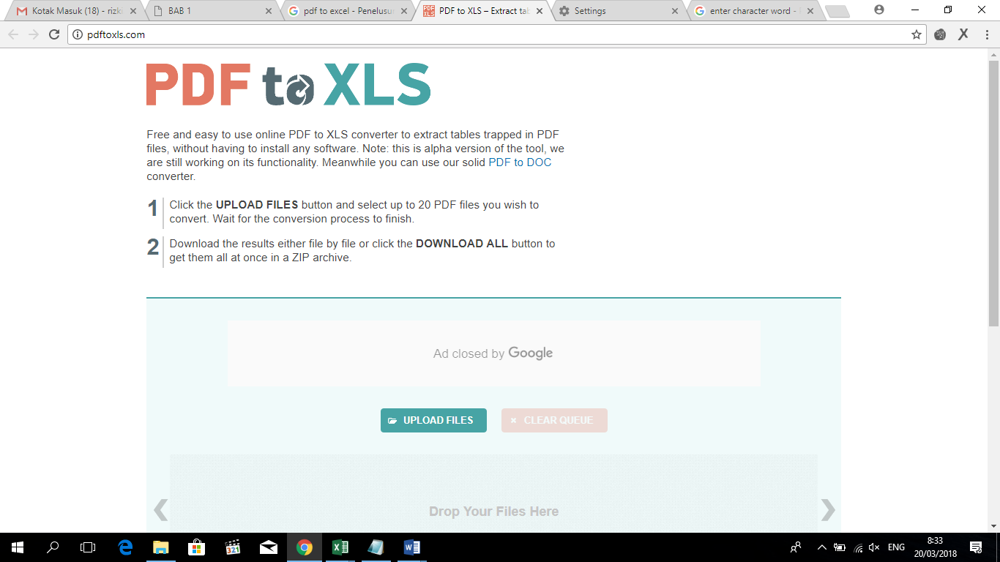 Kotak Masuk (18) - rizk
BAB 1
pdf to excel - Penelusu
PDF to XLS – Extract tab
Settings
enter character word -
pdftoxls.com
PDF to XLS
Free and easy to use online PDF to XLS converter to extract tables trapped in PDF
files, without having to install any software. Note: this is alpha version of the tool, we
are still working on its functionality. Meanwhile you can use our solid PDF to DOC
converter.
1 Click the UPLOAD FILES button and select up to 20 PDF files you wish to
convert. Wait for the conversion process to finish.
2 Download the results either file by file or click the DOWNLOAD ALL button to
get them all at once in a ZIP archive.
Ad closed by Google
UPLOAD FILES
CLEAR QUEUE
Drop Your Files Here
321
ENG
8:33
20/03/2018